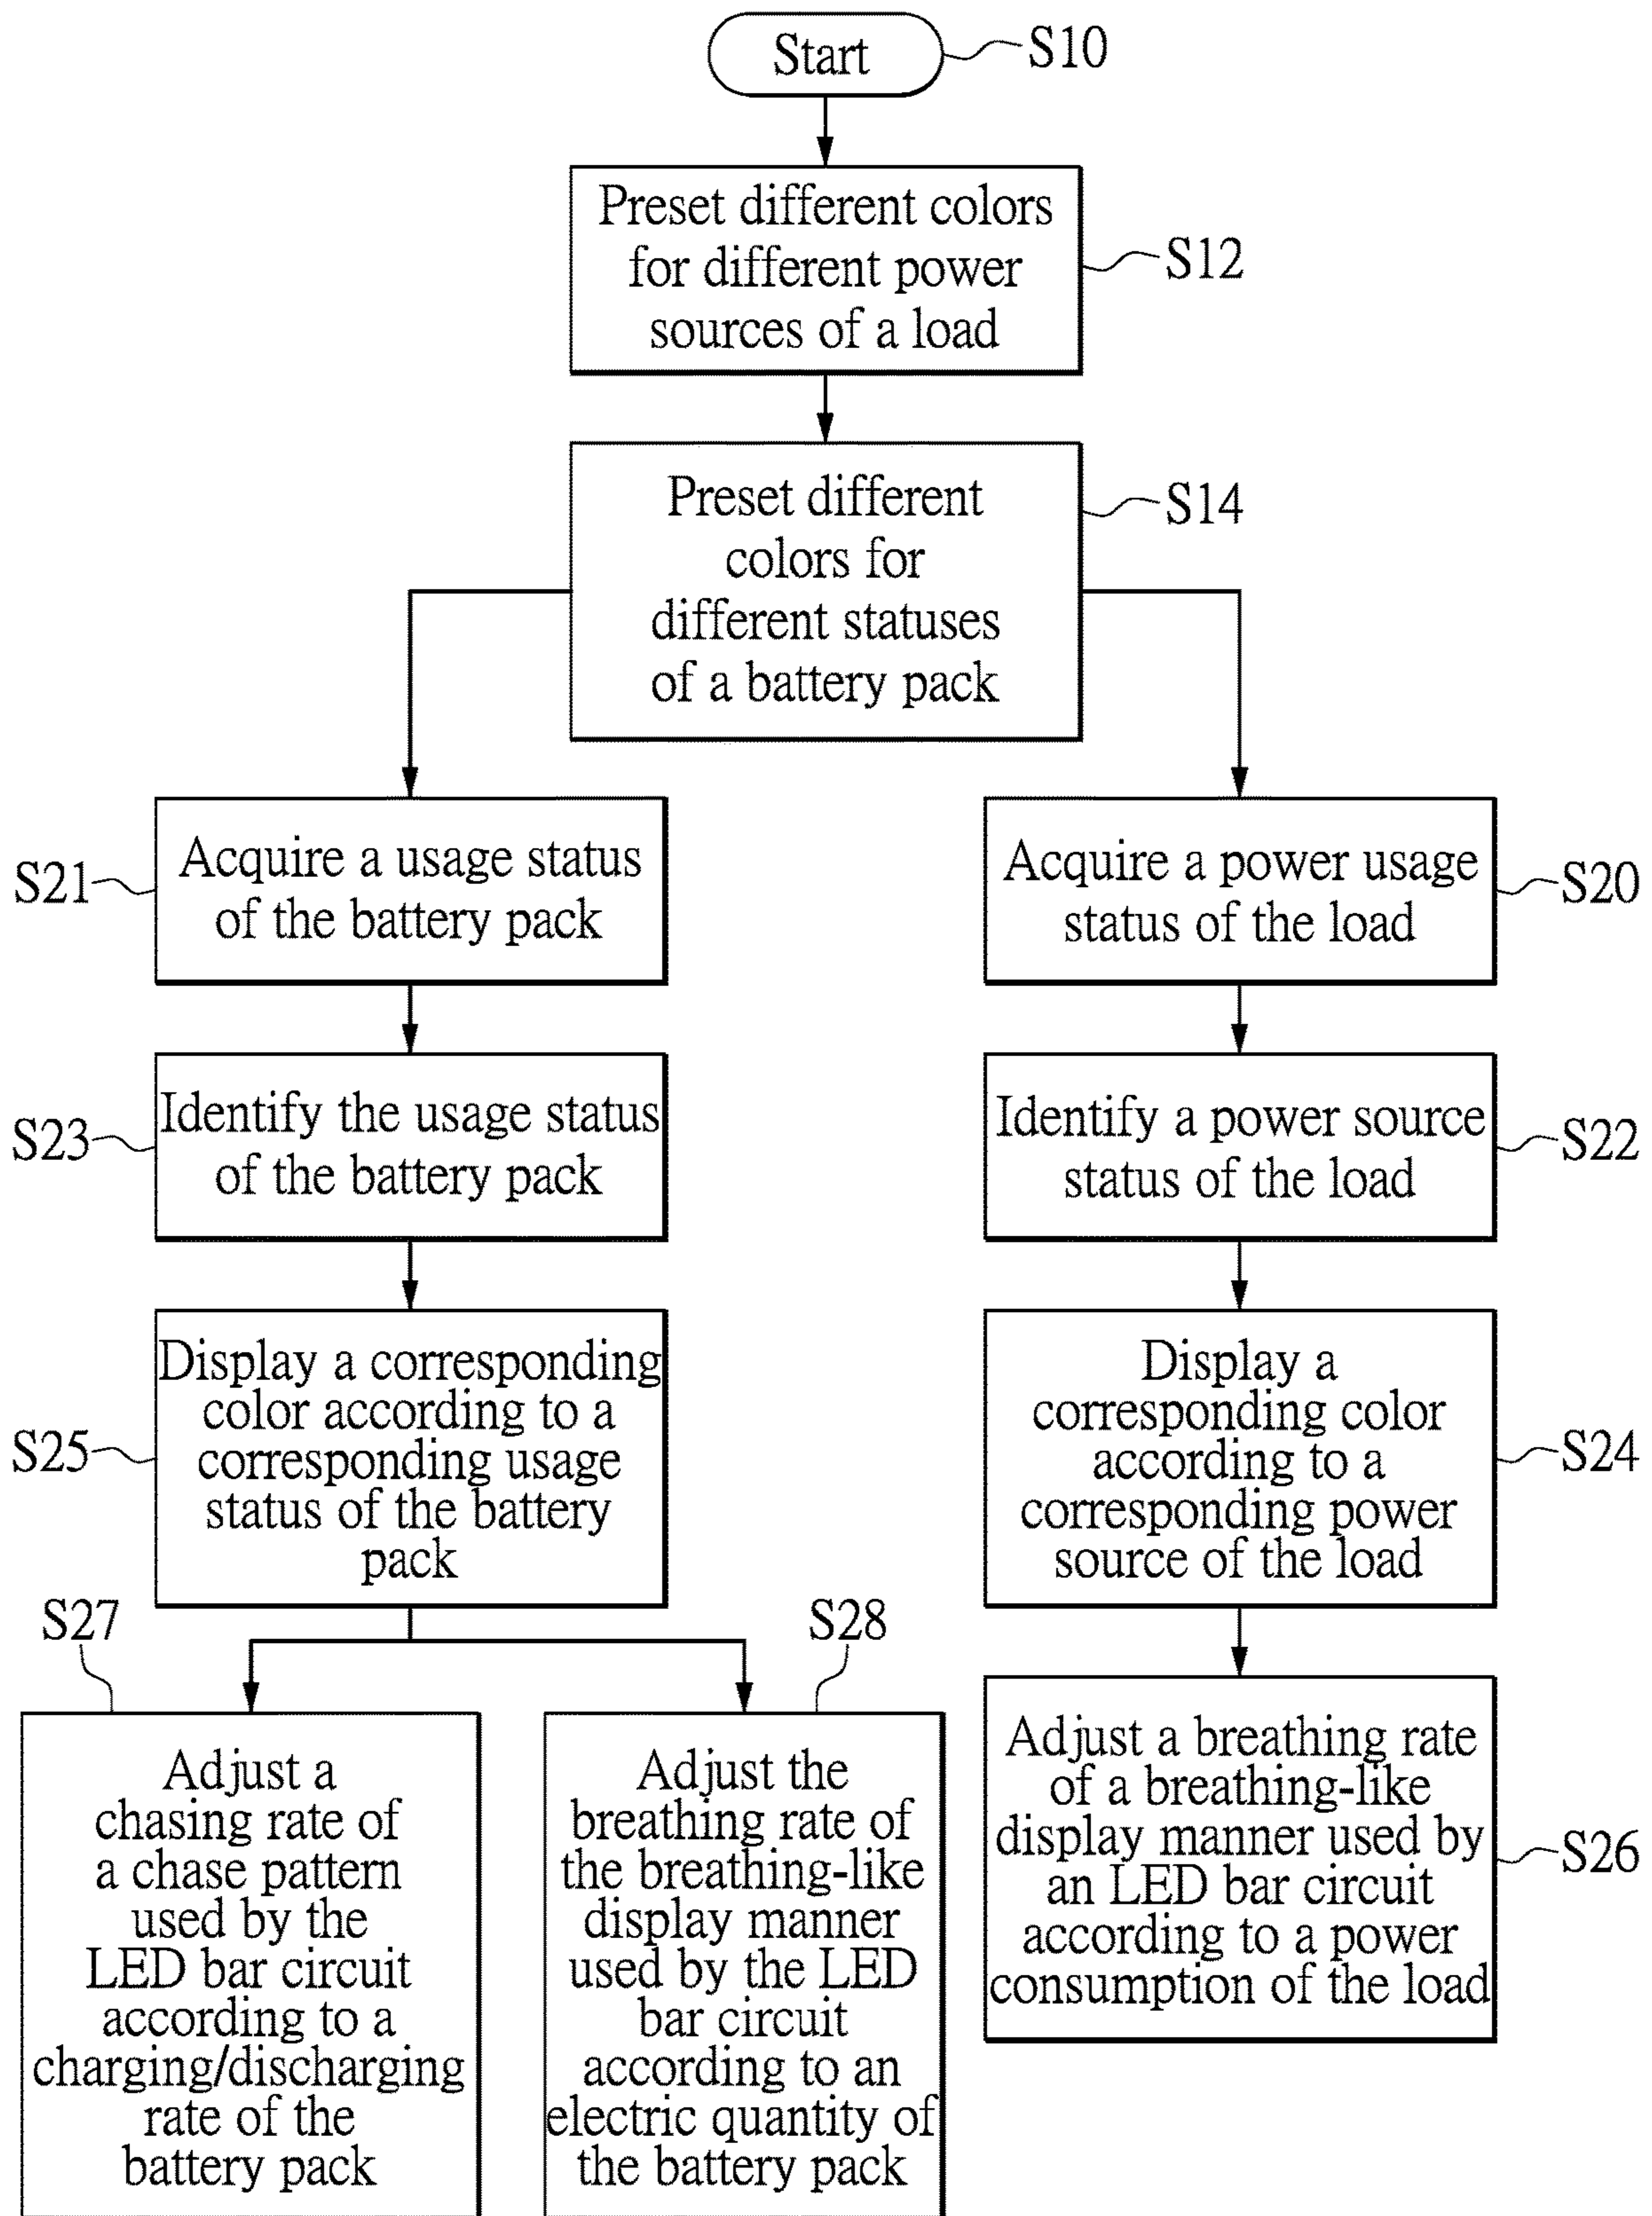 Start
S10
Preset different colors
for different power
sources of a load
S12
Preset different
colors for
different statuses
of a battery pack
S14
S21
Acquire a usage status
of the battery pack
Acquire a power usage
status of the load
S20
S23
Identify the usage status
of the battery pack
Identify a power source
status of the load
S22
S25
Display a corresponding
color according to a
corresponding usage
status of the battery
pack
Display a
corresponding color
according to a
corresponding power
source of the load
S24
S27
Adjust a
chasing rate of
a chase pattern
used by the
LED bar circuit
according to a
charging/discharging
rate of the
battery pack
S28
Adjust the
breathing rate of
the breathing-like
display manner
used by the LED
bar circuit
according to an
electric quantity of
the battery pack
Adjust a breathing rate
of a breathing-like
display manner used by
an LED bar circuit
according to a power
consumption of the load
S26